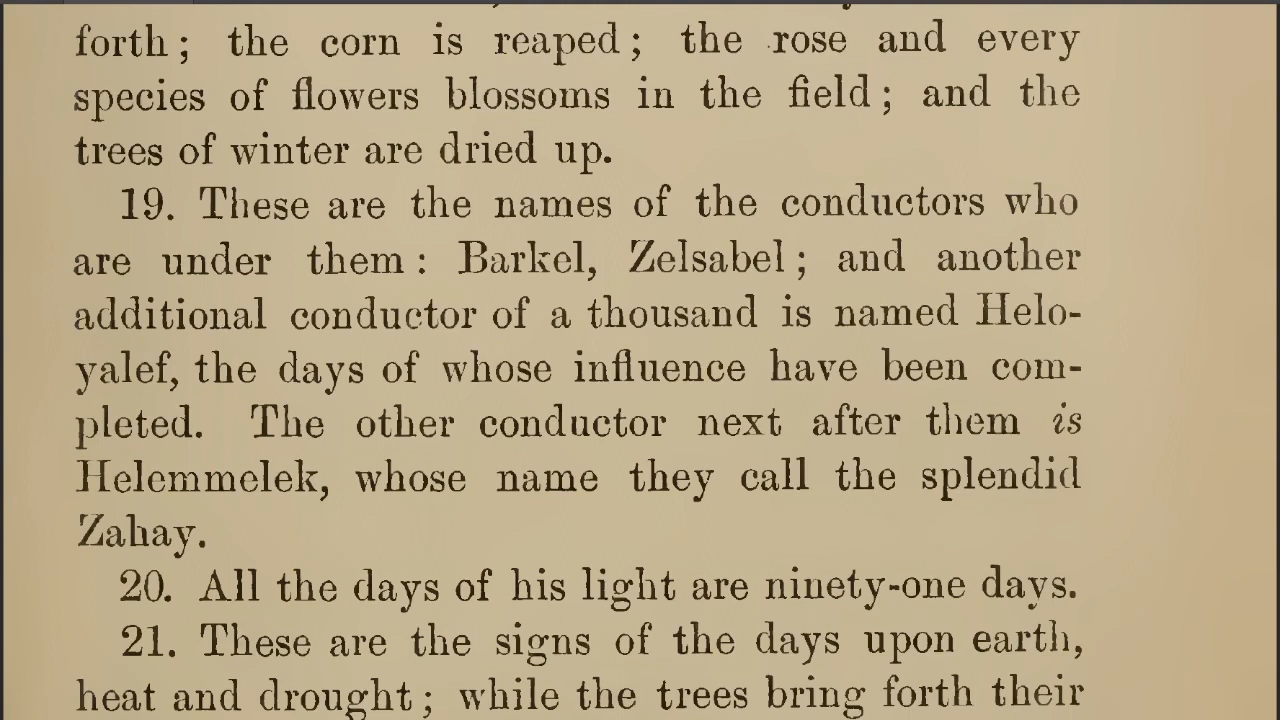 forth; the corn is reaped; the rose and every
species of flowers blossoms in the field; and the
trees of winter are dried up.
19. These are the names of the conductors who
are under them: Barkel, Zelsabel; and another
additional conductor of a thousand is named Helo-
yalef, the days of whose influence have been com-
pleted. The other conductor next after them is
Helemmelek, whose name they call the splendid
Zahay.
20. All the days of his light are ninety-one days.
21. These are the signs of the days upon earth,
heat and drought; while the trees bring forth their